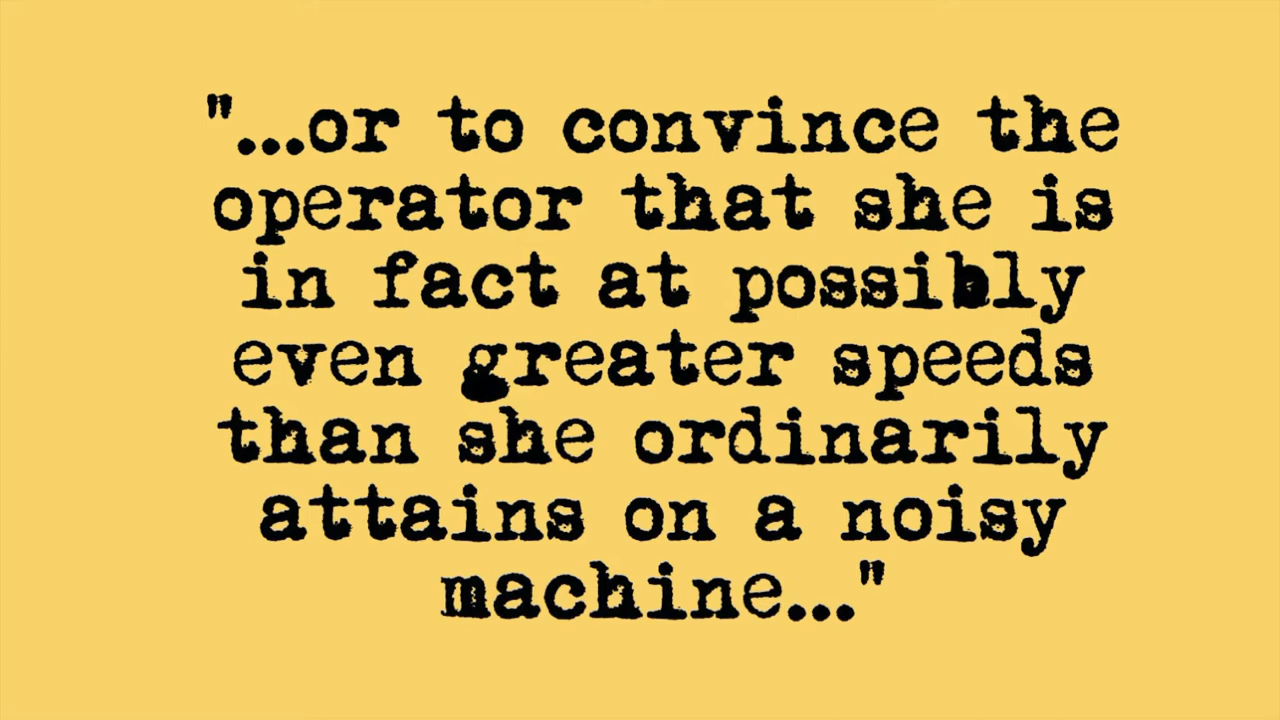 "...or to convince the
operator that she is
in fact at possibly
even greater speeds
than she ordinarily
attains on a noisy
machine..."